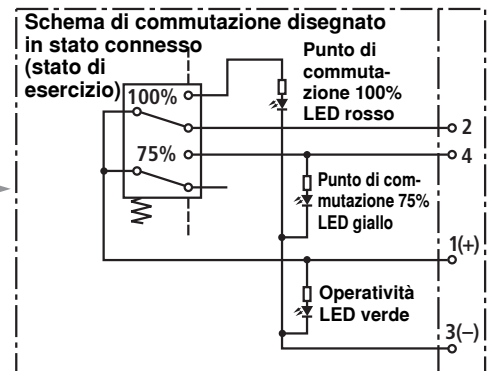 Schema di commutazione disegnato
in stato connesso
(stato di
esercizio)
Punto di
commuta-
zione 100%
LED rosso
100%
75%
2
4
Punto di com-
mutazione 75%
LED giallo
1(+)
Operatività
LED verde
3(–)